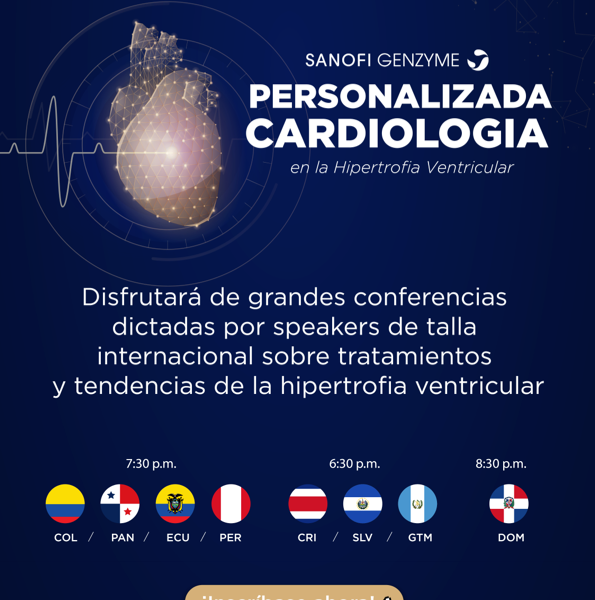 SANOFI GENZYME
PERSONALIZADA
CARDIOLOGIA
en la Hipertrofia Ventricular
Disfrutará de grandes conferencias
dictadas por speakers de talla
internacional sobre tratamientos
y tendencias de la hipertrofia ventricular
7:30 p.m. 6:30 p.m. 8:30 p.m.
COL / PAN / ECU / PER CRI / SLV / GTM DOM
¡Inscríbase ahora!